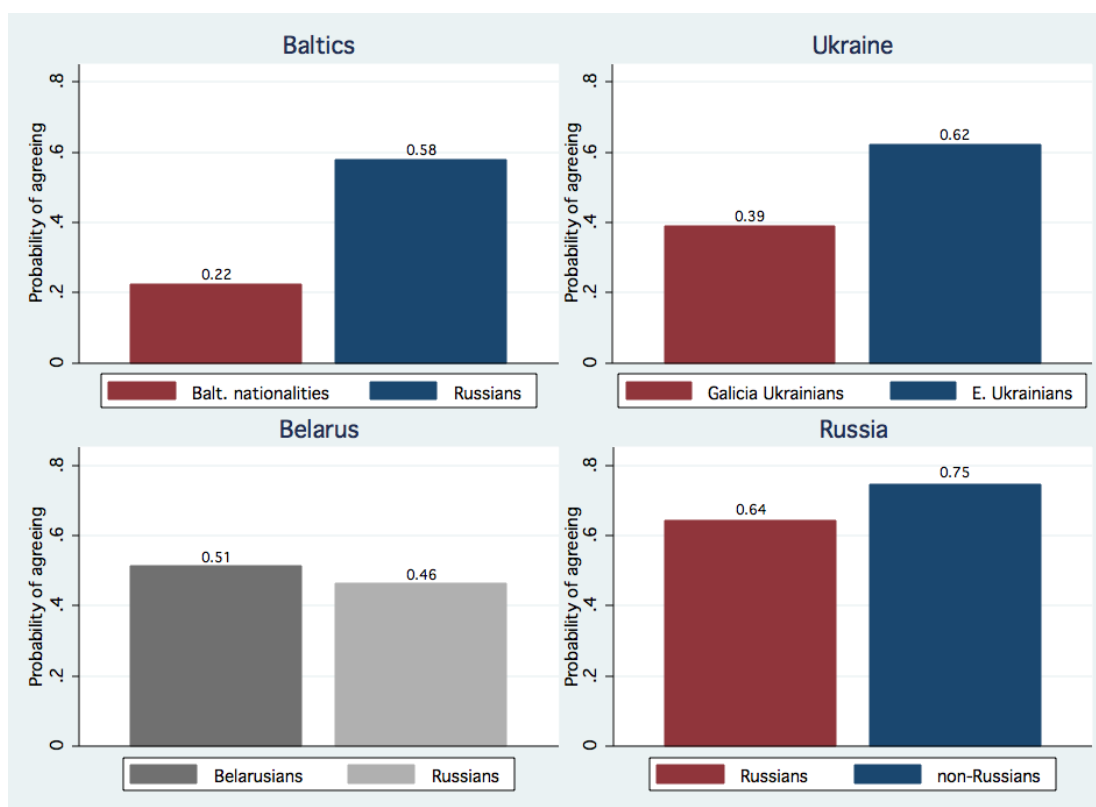 Baltics
Probability of agreeing
.8
.6
.4
.2
0
0.22
0.58
Balt. nationalities
Russians
Ukraine
Probability of agreeing
.8
.6
.4
.2
0
0.39
0.62
Galicia Ukrainians
E. Ukrainians
Belarus
Probability of agreeing
.8
.6
.4
.2
0
0.51
0.46
Belarusians
Russians
Russia
Probability of agreeing
.8
.6
.4
.2
0
0.64
0.75
Russians
non-Russians